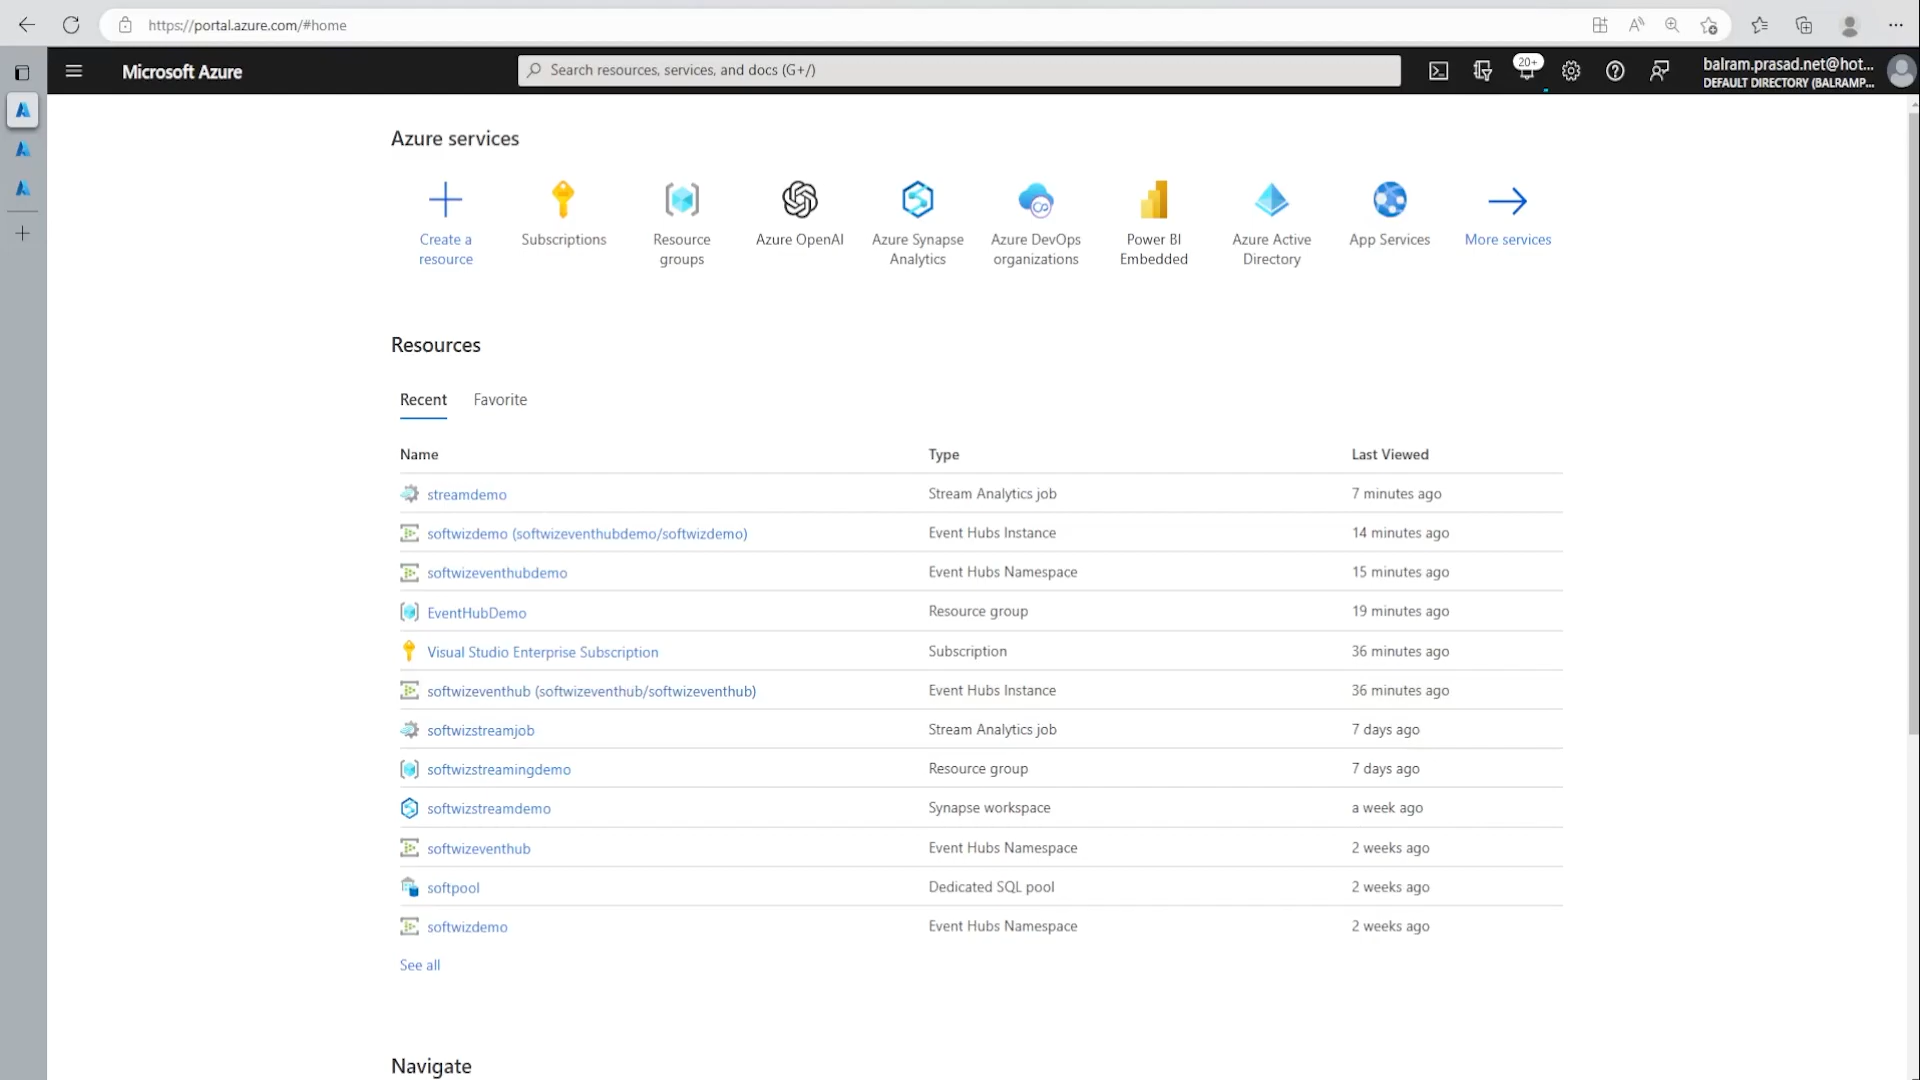 https://portal.azure.com/#home
Microsoft Azure
Search resources, services, and docs (G+/)
20+
balram.prasad.net@hot...
DEFAULT DIRECTORY (BALRAMP...
Azure services
Create a resource
Subscriptions
Resource groups
Azure OpenAI
Azure Synapse Analytics
Azure DevOps organizations
Power BI Embedded
Azure Active Directory
App Services
More services
Resources
Recent Favorite
Name Type Last Viewed
streamdemo Stream Analytics job 7 minutes ago
softwizdemo (softwizeventhubdemo/softwizdemo) Event Hubs Instance 14 minutes ago
softwizeventhubdemo Event Hubs Namespace 15 minutes ago
EventHubDemo Resource group 19 minutes ago
Visual Studio Enterprise Subscription Subscription 36 minutes ago
softwizeventhub (softwizeventhub/softwizeventhub) Event Hubs Instance 36 minutes ago
softwizstreamjob Stream Analytics job 7 days ago
softwizstreamingdemo Resource group 7 days ago
softwizstreamdemo Synapse workspace a week ago
softwizeventhub Event Hubs Namespace 2 weeks ago
softpool Dedicated SQL pool 2 weeks ago
softwizdemo Event Hubs Namespace 2 weeks ago
See all
Navigate